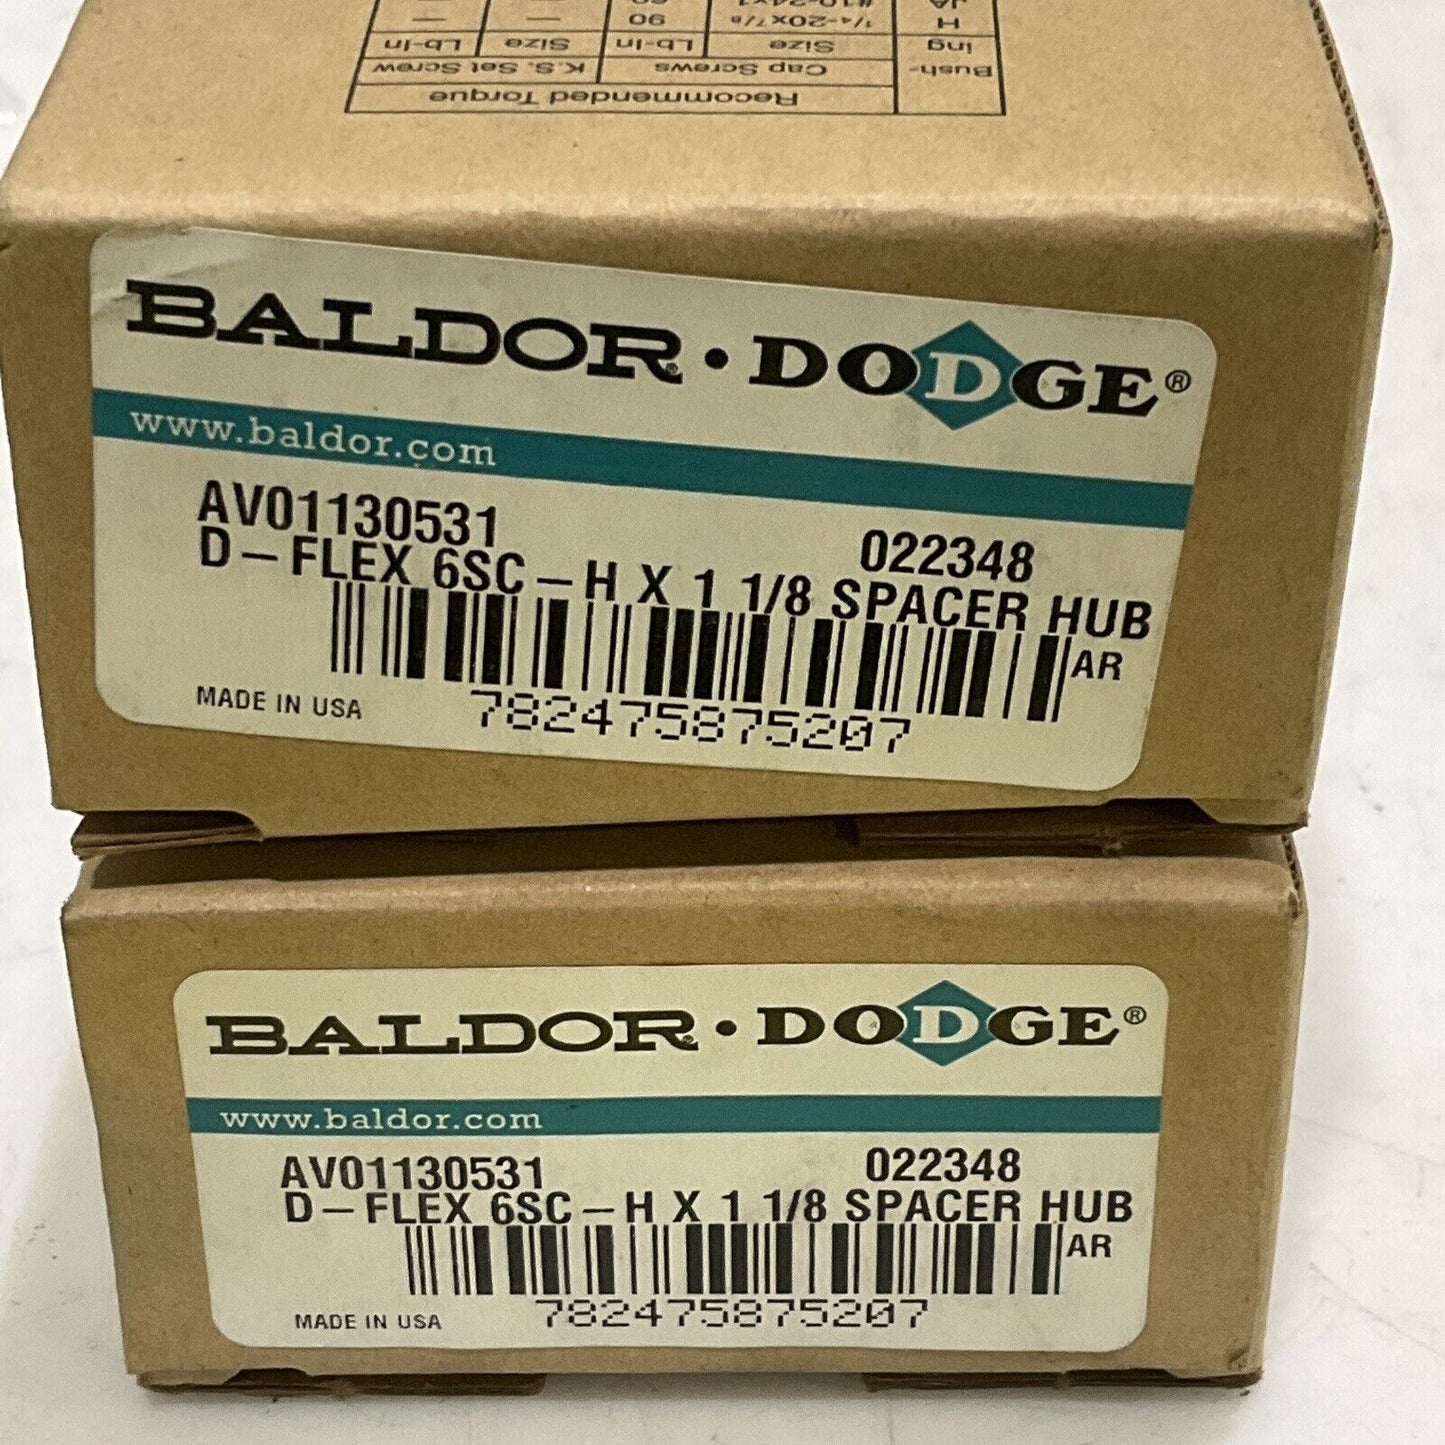 Recommended Torque
Bush- Cap Screws K.S. Set Screw
ing Size Lb-In Size Lb-In
H 1/4-20x7/8 90 — —
JA #10-24x1
BALDOR · DODGE®
www.baldor.com
AV01130531 022348
D-FLEX 6SC-H X 1 1/8 SPACER HUB
AR
MADE IN USA 782475875207
BALDOR · DODGE®
www.baldor.com
AV01130531 022348
D-FLEX 6SC-H X 1 1/8 SPACER HUB
AR
MADE IN USA 782475875207